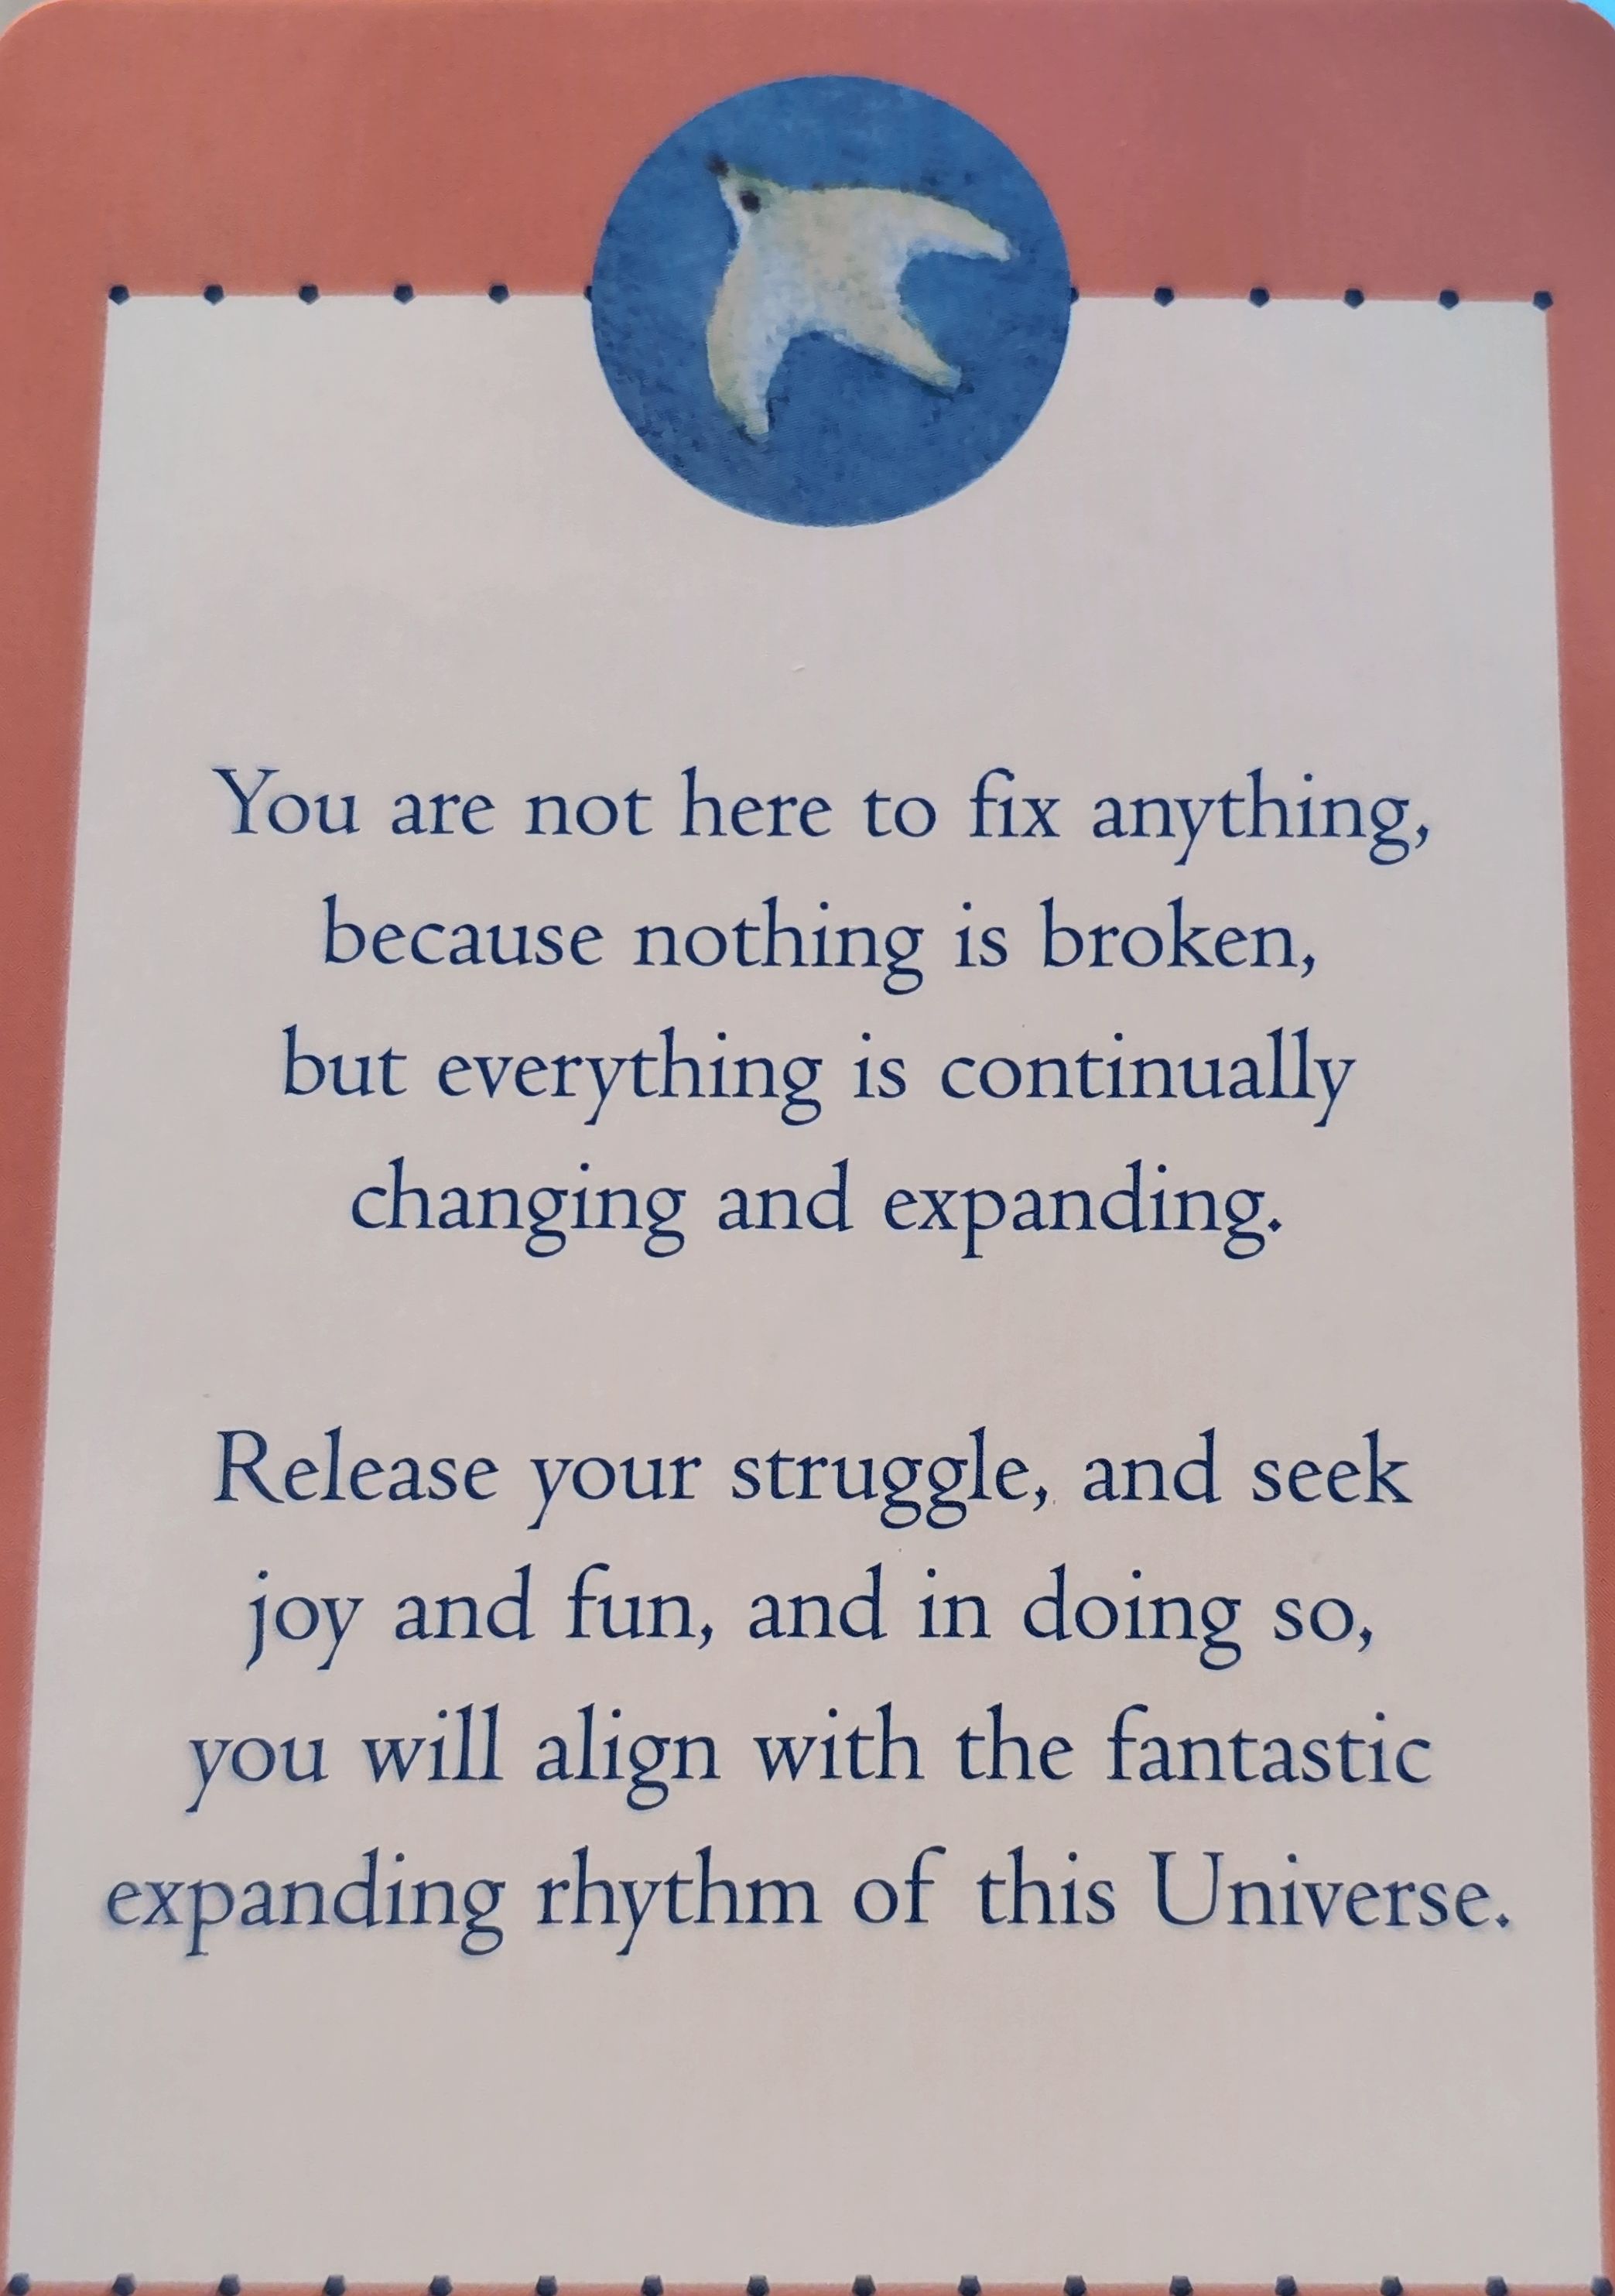 You are not here to fix anything,
because nothing is broken,
but everything is continually
changing and expanding.
Release your struggle, and seek
joy and fun, and in doing so,
you will align with the fantastic
expanding rhythm of this Universe.